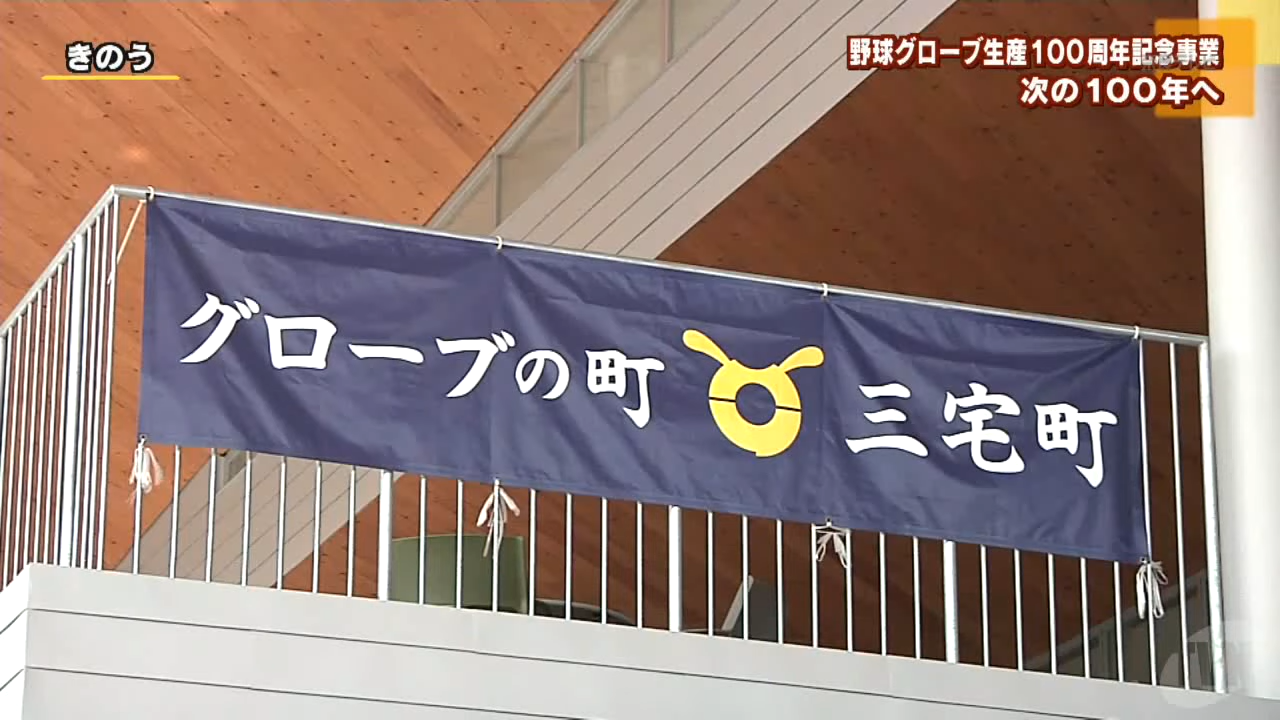 きのう
野球グローブ生産100周年記念事業
次の100年へ
グローブの町 三宅町